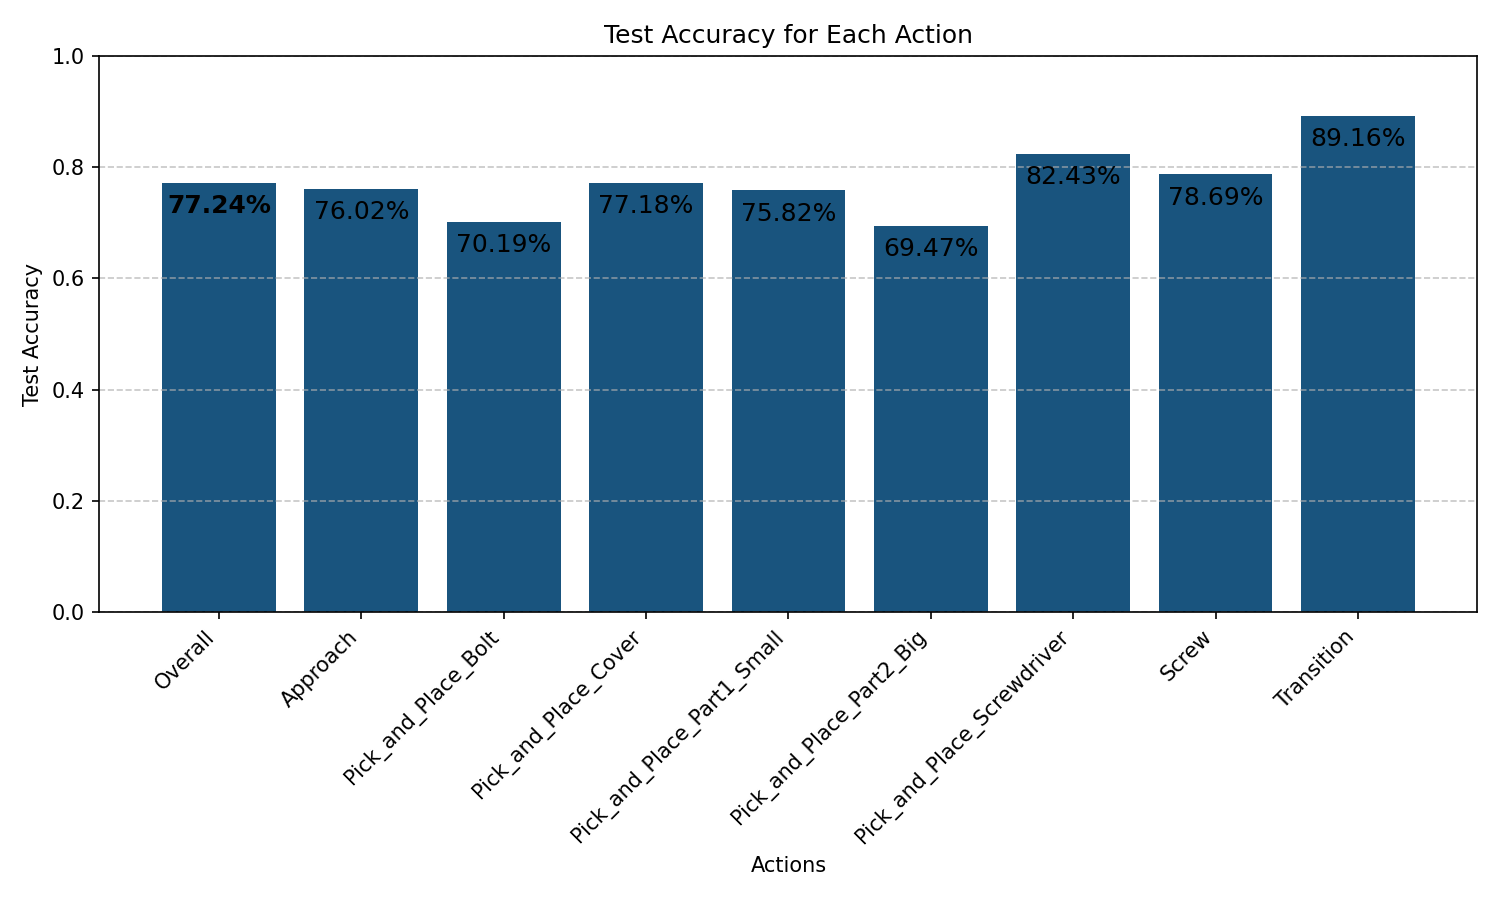 Test Accuracy for Each Action
1.0
0.8
0.6
0.4
0.2
0.0
Test Accuracy
77.24%
76.02%
70.19%
77.18%
75.82%
69.47%
82.43%
78.69%
89.16%
Overall
Approach
Pick_and_Place_Bolt
Pick_and_Place_Cover
Pick_and_Place_Part1_Small
Pick_and_Place_Part2_Big
Pick_and_Place_Screwdriver
Screw
Transition
Actions